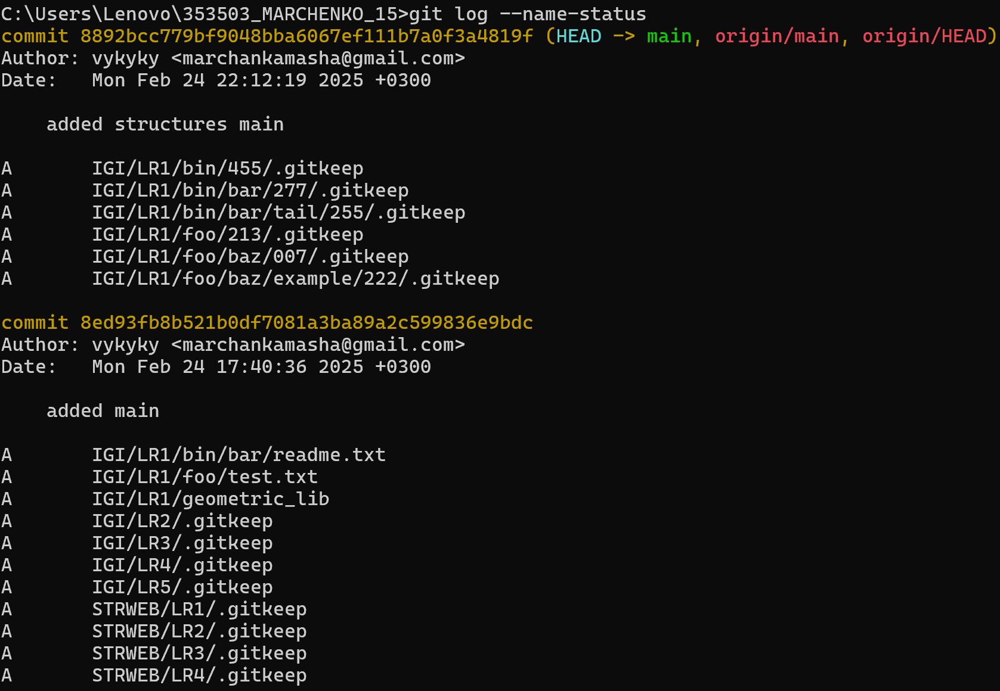 C:\Users\Lenovo\353503_MARCHENKO_15>git log --name-status
commit 8892bcc779bf9048bba6067ef111b7a0f3a4819f (HEAD -> main, origin/main, origin/HEAD)
Author: vykyky <marchankamasha@gmail.com>
Date:   Mon Feb 24 22:12:19 2025 +0300
    added structures main
A       IGI/LR1/bin/455/.gitkeep
A       IGI/LR1/bin/bar/277/.gitkeep
A       IGI/LR1/bin/bar/tail/255/.gitkeep
A       IGI/LR1/foo/213/.gitkeep
A       IGI/LR1/foo/baz/007/.gitkeep
A       IGI/LR1/foo/baz/example/222/.gitkeep
commit 8ed93fb8b521b0df7081a3ba89a2c599836e9bdc
Author: vykyky <marchankamasha@gmail.com>
Date:   Mon Feb 24 17:40:36 2025 +0300
    added main
A       IGI/LR1/bin/bar/readme.txt
A       IGI/LR1/foo/test.txt
A       IGI/LR1/geometric_lib
A       IGI/LR2/.gitkeep
A       IGI/LR3/.gitkeep
A       IGI/LR4/.gitkeep
A       IGI/LR5/.gitkeep
A       STRWEB/LR1/.gitkeep
A       STRWEB/LR2/.gitkeep
A       STRWEB/LR3/.gitkeep
A       STRWEB/LR4/.gitkeep